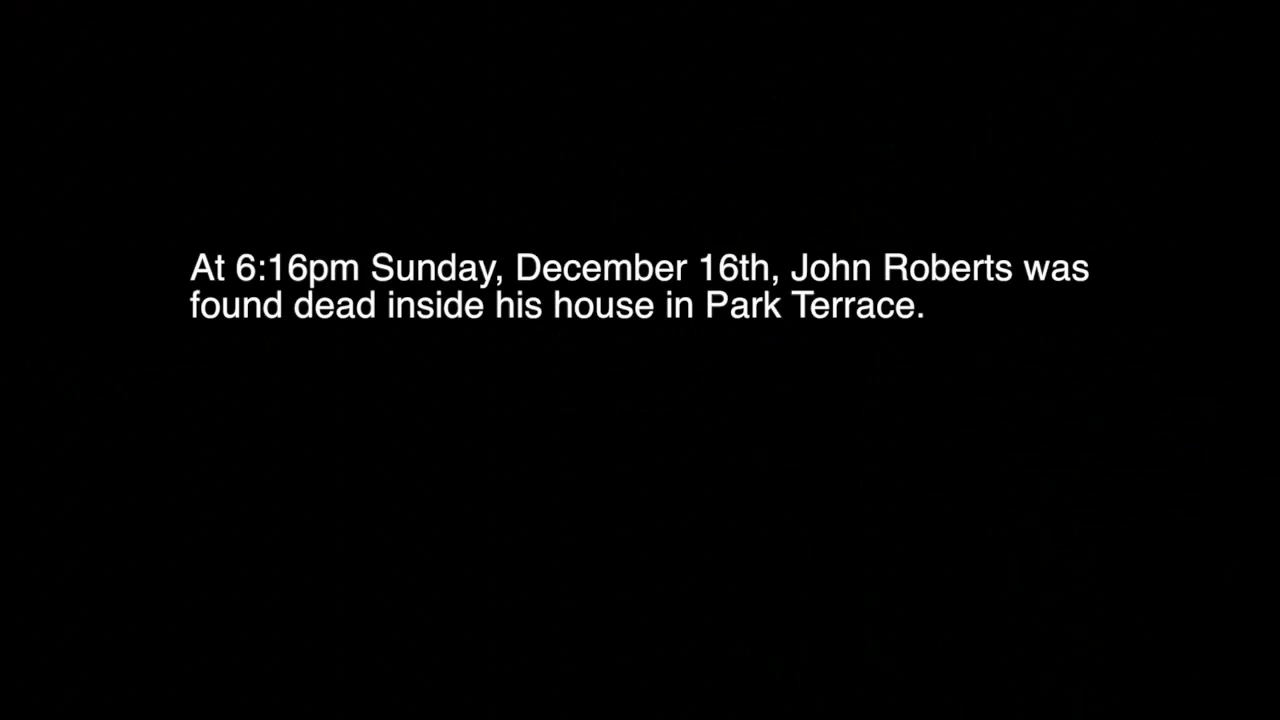 At 6:16pm Sunday, December 16th, John Roberts was
found dead inside his house in Park Terrace.